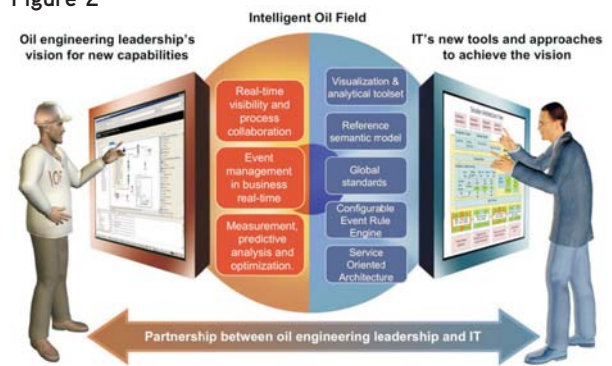 Figure 2
Intelligent Oil Field
Oil engineering leadership's
vision for new capabilities
IT's new tools and approaches
to achieve the vision
Real-time
visibility and
process
collaboration
Event
management
in business
real-time
Measurement,
predictive
analysis and
optimization.
Visualization &
analytical toolset
Reference
semantic model
Global
standards
Configurable
Event Rule
Engine
Service
Oriented
Architecture
IOF
Partnership between oil engineering leadership and IT